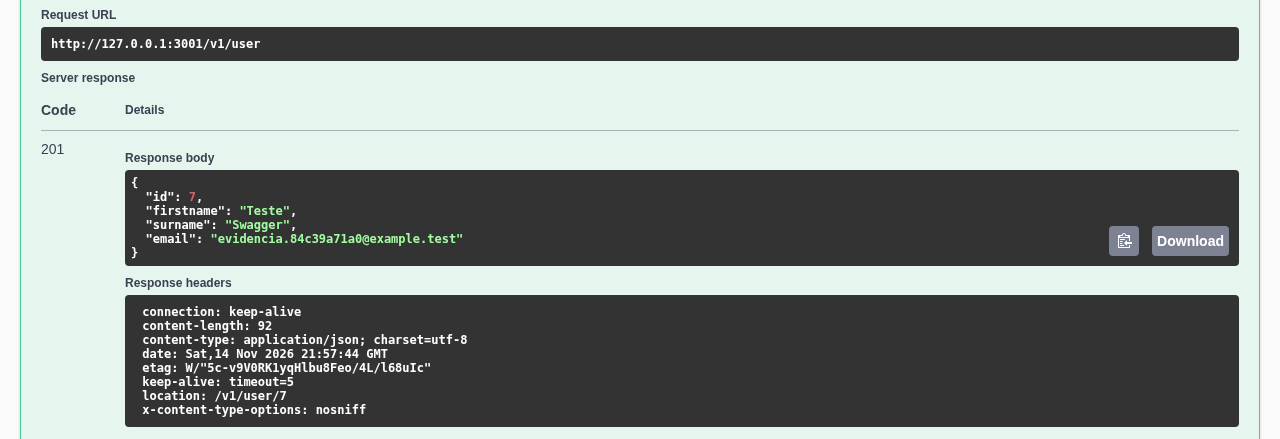 Request URL
http://127.0.0.1:3001/v1/user
Server response
Code Details
201
Response body
{
  "id": 7,
  "firstname": "Teste",
  "surname": "Swagger",
  "email": "evidencia.84c39a71a0@example.test"
}
Download
Response headers
connection: keep-alive
content-length: 92
content-type: application/json; charset=utf-8
date: Sat,14 Nov 2026 21:57:44 GMT
etag: W/"5c-v9V0RK1yqHlbu8Feo/4L/l68uIc"
keep-alive: timeout=5
location: /v1/user/7
x-content-type-options: nosniff